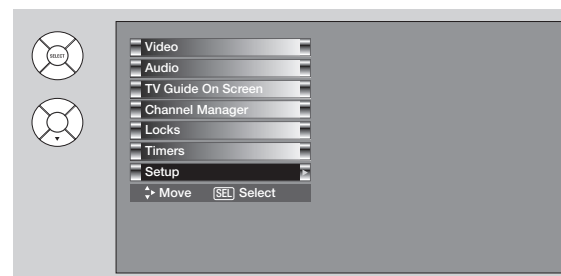 SELECT
Video
Audio
TV Guide On Screen
Channel Manager
Locks
Timers
Setup
Move SEL Select